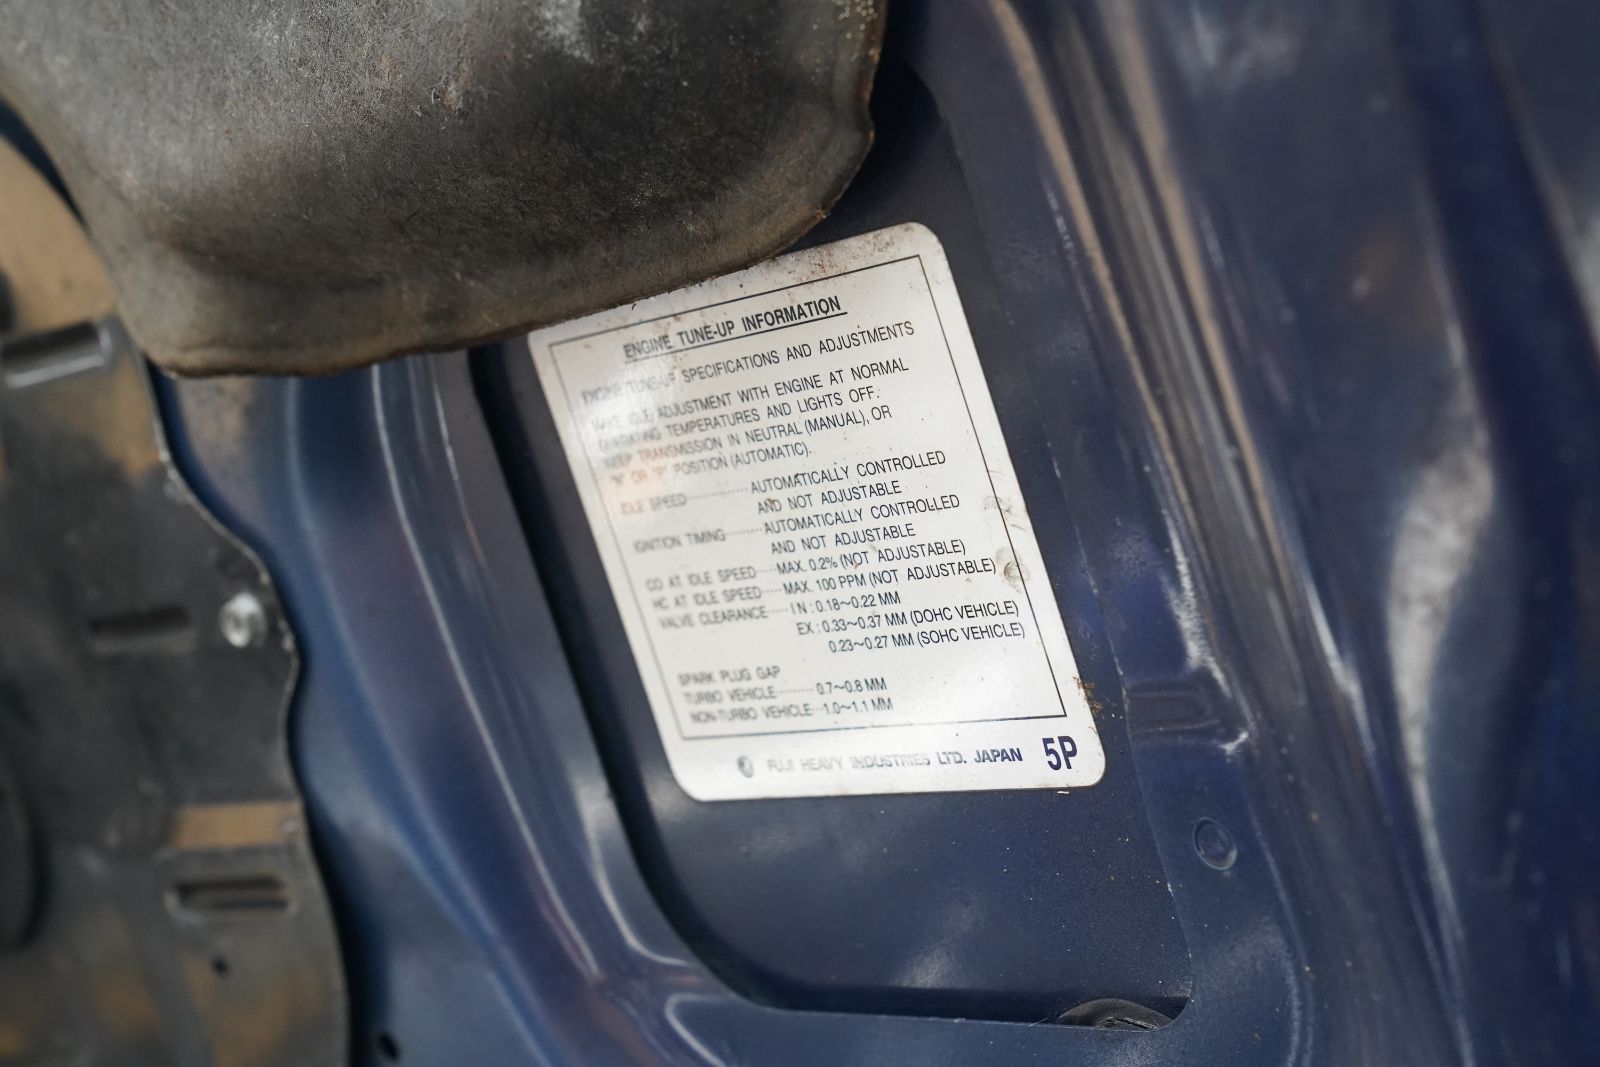 ENGINE TUNE-UP INFORMATION
ENGINE TUNE-UP SPECIFICATIONS AND ADJUSTMENTS
MAKE IDLE ADJUSTMENT WITH ENGINE AT NORMAL
OPERATING TEMPERATURES AND LIGHTS OFF.
KEEP TRANSMISSION IN NEUTRAL (MANUAL), OR
"N" OR "P" POSITION (AUTOMATIC).
IDLE SPEED············AUTOMATICALLY CONTROLLED
AND NOT ADJUSTABLE
IGNITION TIMING·······AUTOMATICALLY CONTROLLED
AND NOT ADJUSTABLE
CO AT IDLE SPEED····MAX. 0.2% (NOT ADJUSTABLE)
HC AT IDLE SPEED····MAX. 100 PPM (NOT ADJUSTABLE)
VALVE CLEARANCE·····IN : 0.18~0.22 MM
EX : 0.33~0.37 MM (DOHC VEHICLE)
0.23~0.27 MM (SOHC VEHICLE)
SPARK PLUG GAP
TURBO VEHICLE·······0.7~0.8 MM
NON-TURBO VEHICLE··1.0~1.1 MM
FUJI HEAVY INDUSTRIES LTD. JAPAN 5P